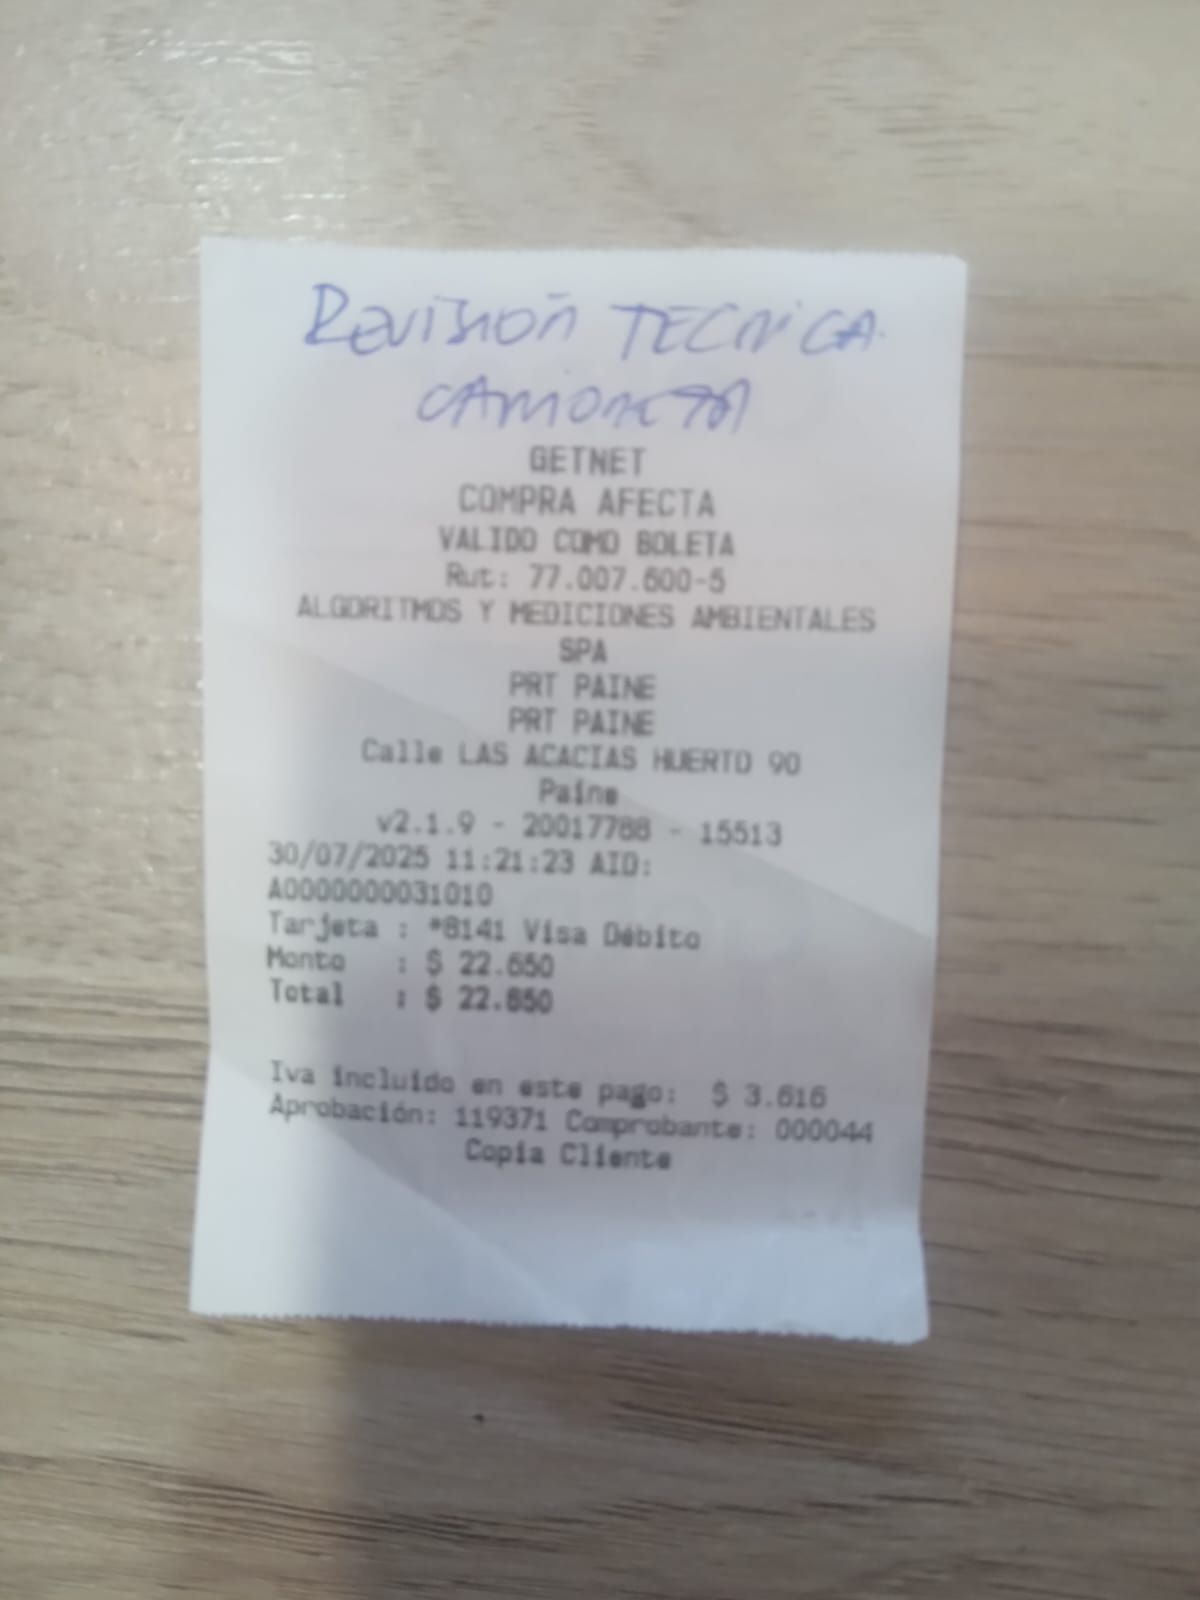 REVISIÓN TECNICA
CAMIONETA
GETNET
COMPRA AFECTA
VALIDO COMO BOLETA
Rut: 77.007.600-5
ALGORITMOS Y MEDICIONES AMBIENTALES
SPA
PRT PAINE
PRT PAINE
Calle LAS ACACIAS HUERTO 90
Paine
v2.1.9 - 20017788 - 15513
30/07/2025 11:21:23 AID:
A0000000031010
Tarjeta : *8141 Visa Débito
Monto : $ 22.650
Total : $ 22.650
Iva incluido en este pago: $ 3.616
Aprobación: 119371 Comprobante: 000044
Copia Cliente